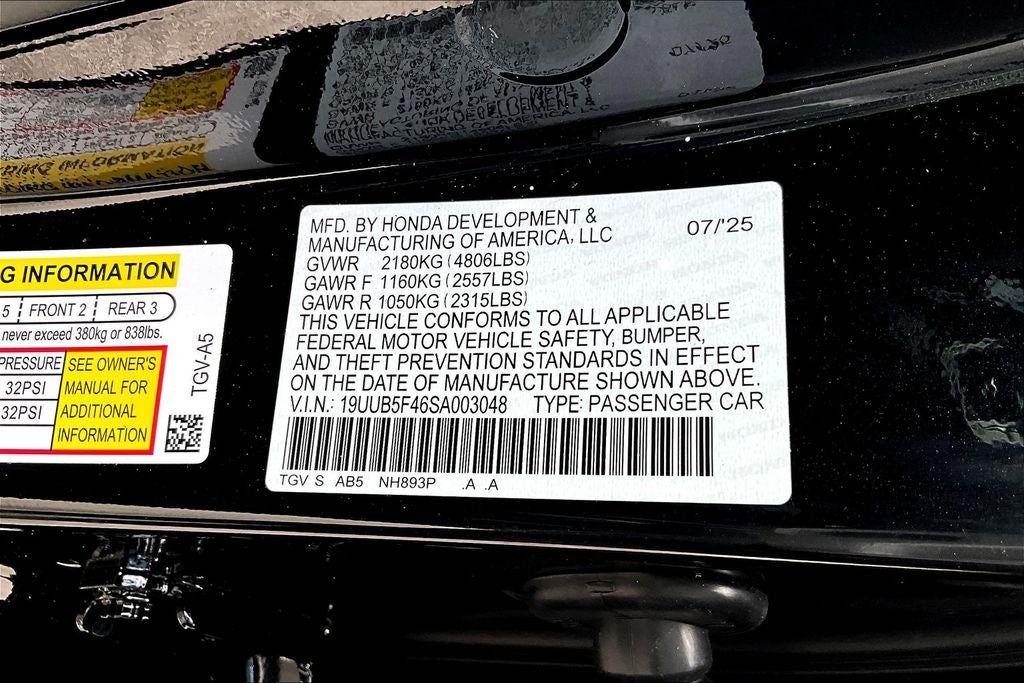 MFD. BY HONDA DEVELOPMENT &
MANUFACTURING OF AMERICA, LLC
07/'25
GVWR 2180KG (4806LBS)
GAWR F 1160KG (2557LBS)
GAWR R 1050KG (2315LBS)
THIS VEHICLE CONFORMS TO ALL APPLICABLE
FEDERAL MOTOR VEHICLE SAFETY, BUMPER,
AND THEFT PREVENTION STANDARDS IN EFFECT
ON THE DATE OF MANUFACTURE SHOWN ABOVE.
V.I.N.: 19UUB5F46SA003048 TYPE: PASSENGER CAR
TGV S AB5 NH893P .A .A
G INFORMATION
5 FRONT 2 REAR 3
never exceed 380kg or 838lbs.
PRESSURE
32PSI
32PSI
SEE OWNER'S
MANUAL FOR
ADDITIONAL
INFORMATION
TGV-A5